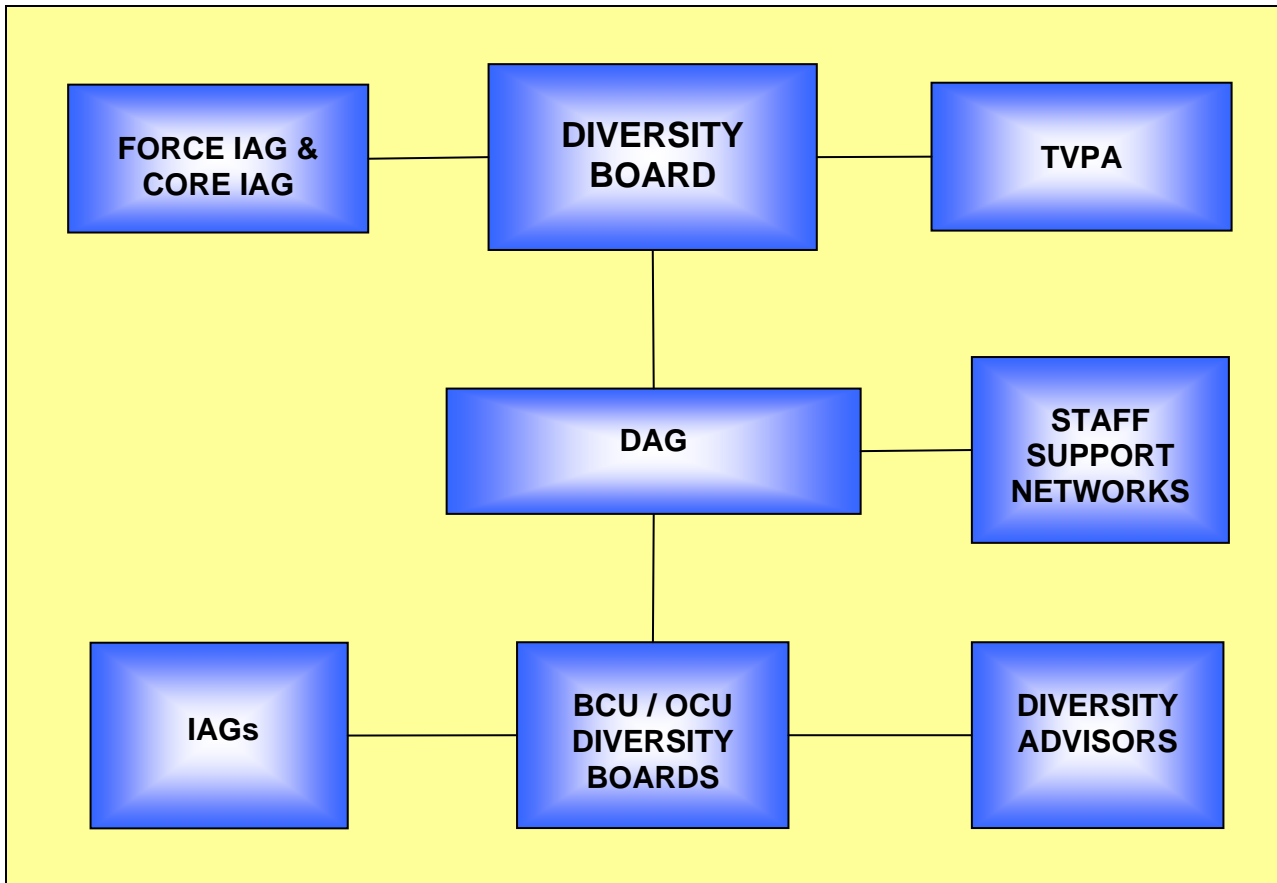 FORCE IAG &
CORE IAG
DIVERSITY
BOARD
TVPA
DAG
STAFF
SUPPORT
NETWORKS
IAGs
BCU / OCU
DIVERSITY
BOARDS
DIVERSITY
ADVISORS